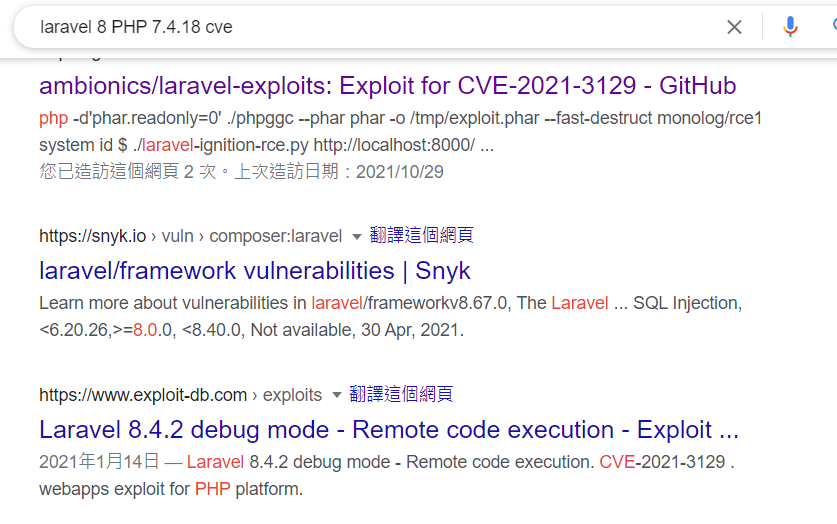 laravel 8 PHP 7.4.18 cve
ambionics/laravel-exploits: Exploit for CVE-2021-3129 - GitHub
php -d'phar.readonly=0' ./phpggc --phar phar -o /tmp/exploit.phar --fast-destruct monolog/rce1
system id $ ./laravel-ignition-rce.py http://localhost:8000/ ...
您已造訪這個網頁 2 次。上次造訪日期：2021/10/29
https://snyk.io › vuln › composer:laravel 翻譯這個網頁
laravel/framework vulnerabilities | Snyk
Learn more about vulnerabilities in laravel/frameworkv8.67.0, The Laravel ... SQL Injection,
<6.20.26,>=8.0.0, <8.40.0, Not available, 30 Apr, 2021.
https://www.exploit-db.com › exploits 翻譯這個網頁
Laravel 8.4.2 debug mode - Remote code execution - Exploit ...
2021年1月14日 — Laravel 8.4.2 debug mode - Remote code execution. CVE-2021-3129 .
webapps exploit for PHP platform.